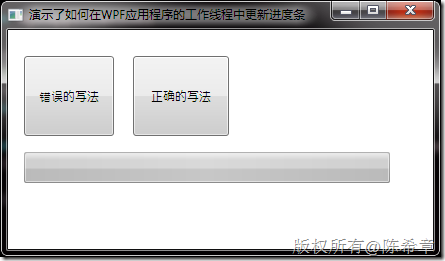 演示了如何在WPF应用程序的工作线程中更新进度条
错误的写法 正确的写法
版权所有@陈希章